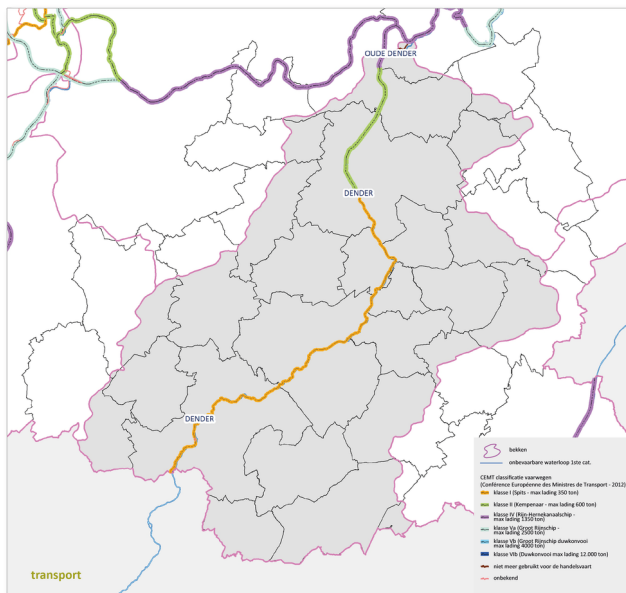 OUDE DENDER
DENDER
DENDER
bekken
onbevaarbare waterloop 1ste cat.
CEMT classificatie vaarwegen
(Conférence Européenne des Ministres de Transport - 2012)
klasse I (Spits - max lading 350 ton)
klasse II (Kempenaar - max lading 600 ton)
klasse IV (Rijn-Hernekanaalschip -
max lading 1350 ton)
klasse Va (Groot Rijnschip -
max lading 2500 ton)
klasse Vb (Groot Rijnschip duwkonvooi
max lading 4000 ton)
klasse VIb (Duwkonvooi max lading 12.000 ton)
niet meer gebruikt voor de handelsvaart
onbekend
transport